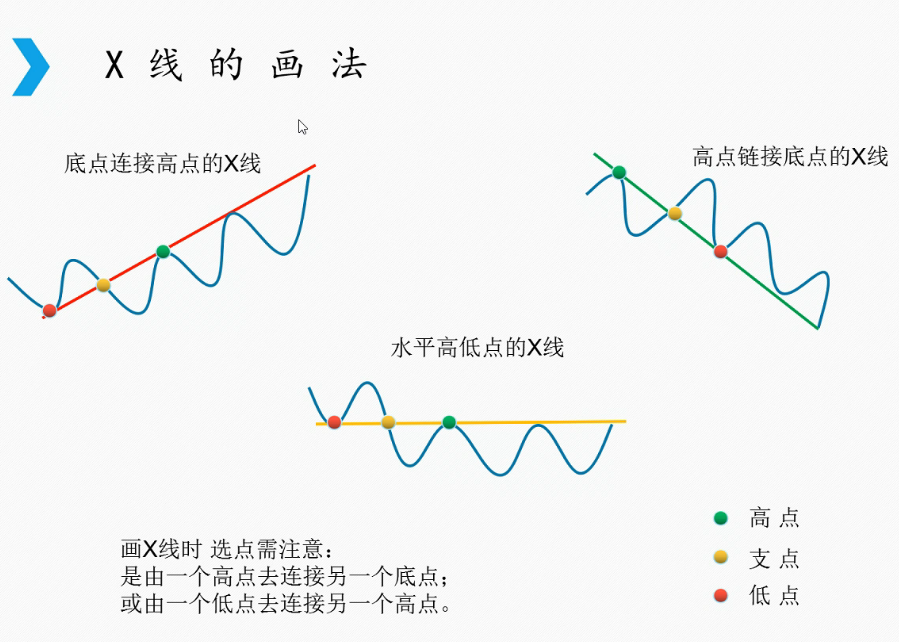 X 线 的 画 法
底点连接高点的X线
高点链接底点的X线
水平高低点的X线
画X线时 选点需注意：
是由一个高点去连接另一个底点；
或由一个低点去连接另一个高点。
高 点
支 点
低 点